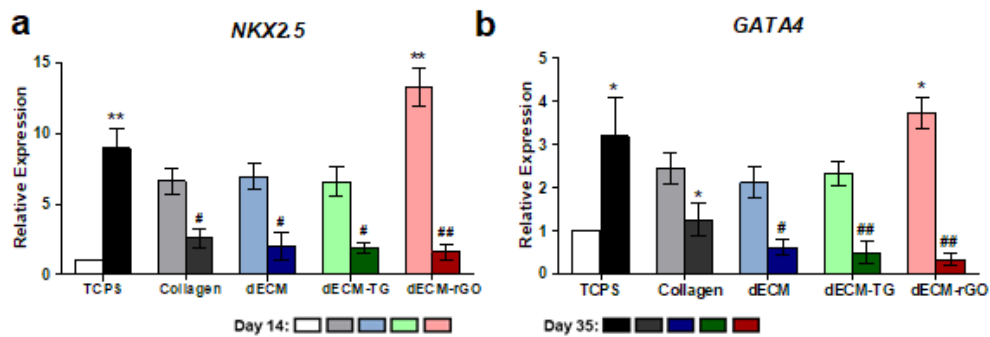 a
NKX2.5
Relative Expression
15
10
5
0
**
#
#
#
**
##
TCPS Collagen dECM dECM-TG dECM-rGO
b
GATA4
Relative Expression
5
4
3
2
1
0
*
*
#
##
*
##
TCPS Collagen dECM dECM-TG dECM-rGO
Day 14:
Day 35: